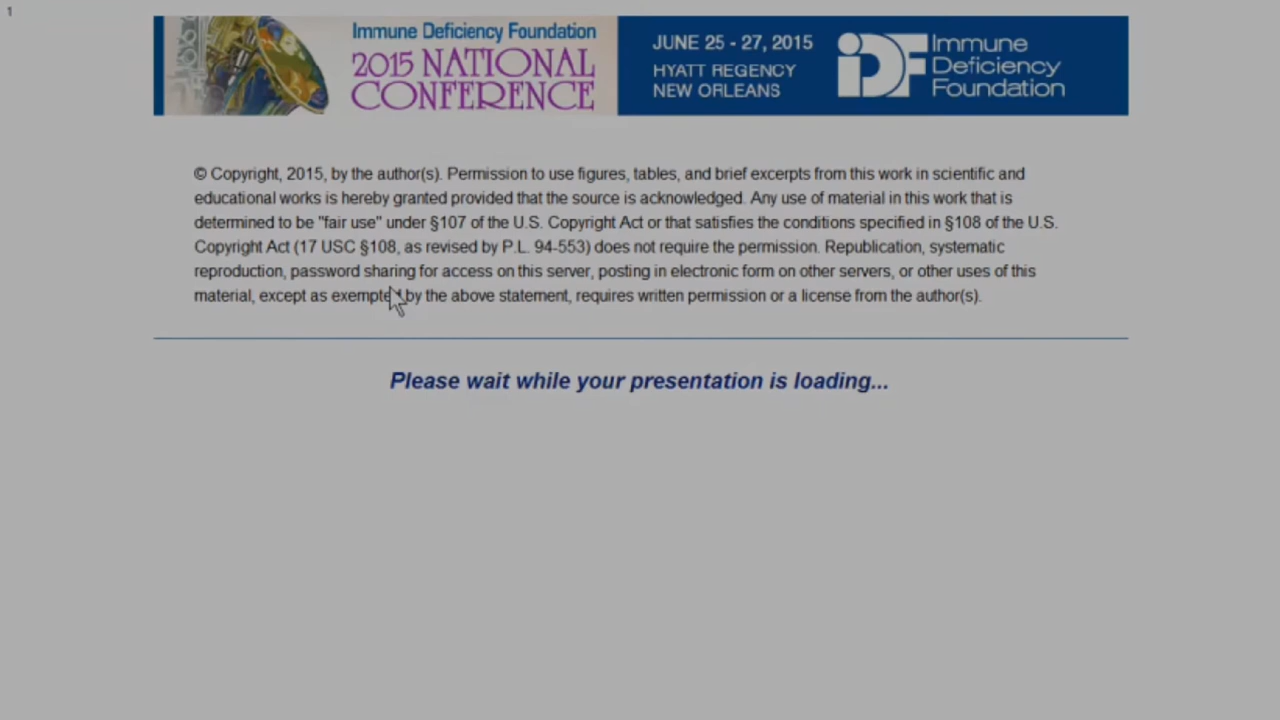 1
Immune Deficiency Foundation
2015 NATIONAL
CONFERENCE
JUNE 25 - 27, 2015
HYATT REGENCY
NEW ORLEANS
iDF
Immune
Deficiency
Foundation
© Copyright, 2015, by the author(s). Permission to use figures, tables, and brief excerpts from this work in scientific and
educational works is hereby granted provided that the source is acknowledged. Any use of material in this work that is
determined to be "fair use" under §107 of the U.S. Copyright Act or that satisfies the conditions specified in §108 of the U.S.
Copyright Act (17 USC §108, as revised by P.L. 94-553) does not require the permission. Republication, systematic
reproduction, password sharing for access on this server, posting in electronic form on other servers, or other uses of this
material, except as exempted by the above statement, requires written permission or a license from the author(s).
Please wait while your presentation is loading...